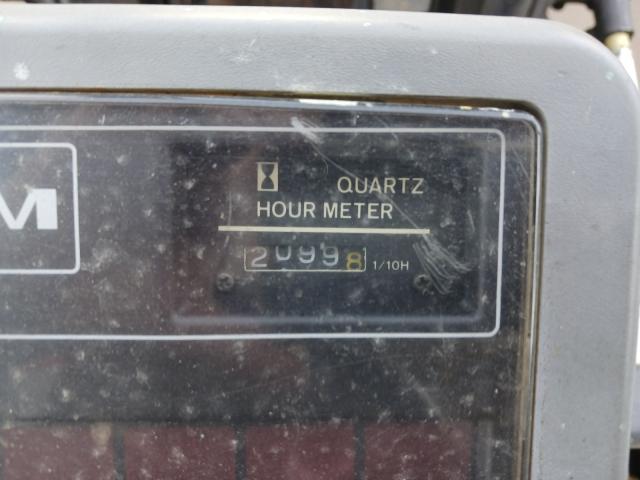 QUARTZ
HOUR METER
M
20998 1/10H